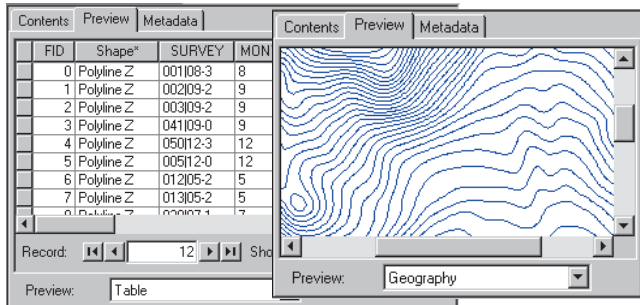 Contents Preview Metadata
FID Shape* SURVEY MON
0 Polyline Z 001|08-3 8
1 Polyline Z 002|09-2 9
2 Polyline Z 003|09-2 9
3 Polyline Z 041|09-0 9
4 Polyline Z 050|12-3 12
5 Polyline Z 005|12-0 12
6 Polyline Z 012|05-2 5
7 Polyline Z 013|05-2 5
Record: 12 Sho
Preview: Table
Contents Preview Metadata
Preview: Geography